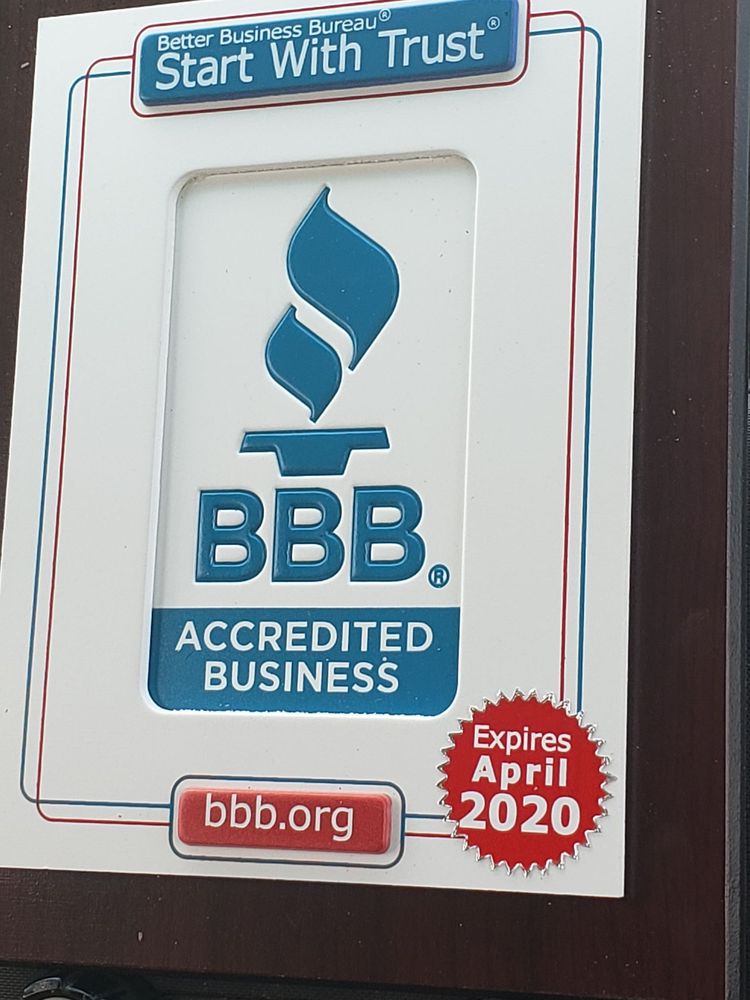 Better Business Bureau®
Start With Trust®
BBB®
ACCREDITED
BUSINESS
Expires
April
2020
bbb.org